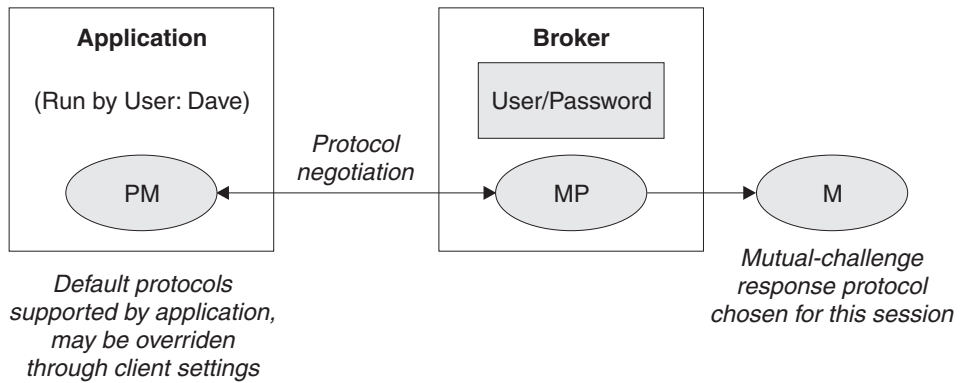 Application
(Run by User: Dave)
PM
Default protocols
supported by application,
may be overriden
through client settings
Protocol
negotiation
Broker
User/Password
MP
M
Mutual-challenge
response protocol
chosen for this session